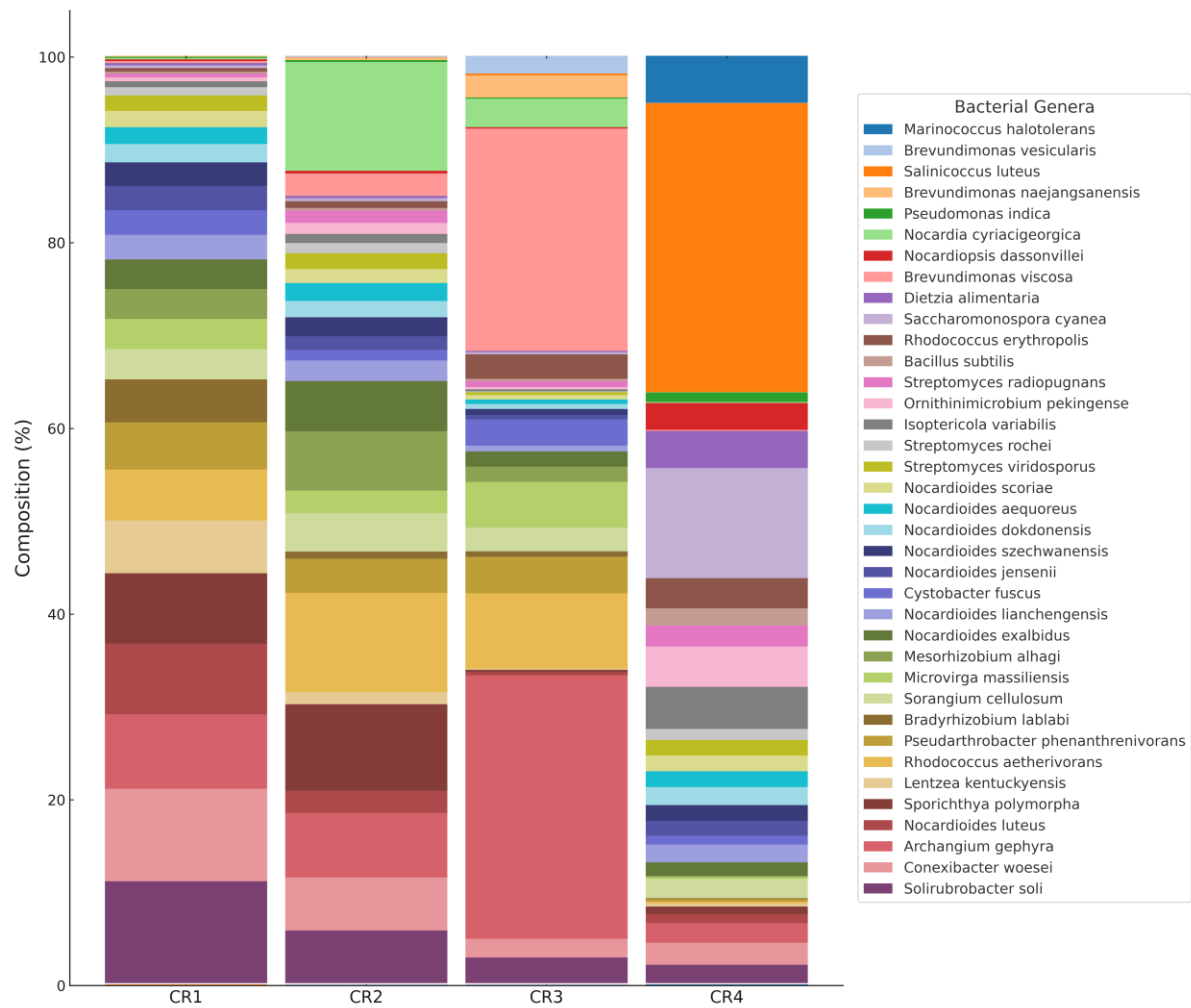 100
80
60
40
20
0
Composition (%)
CR1
CR2
CR3
CR4
Bacterial Genera
Marinococcus halotolerans
Brevundimonas vesicularis
Salinicoccus luteus
Brevundimonas naejangsanensis
Pseudomonas indica
Nocardia cyriacigeorgica
Nocardiopsis dassonvillei
Brevundimonas viscosa
Dietzia alimentaria
Saccharomonospora cyanea
Rhodococcus erythropolis
Bacillus subtilis
Streptomyces radiopugnans
Ornithinimicrobium pekingense
Isoptericola variabilis
Streptomyces rochei
Streptomyces viridosporus
Nocardioides scoriae
Nocardioides aequoreus
Nocardioides dokdonensis
Nocardioides szechwanensis
Nocardioides jensenii
Cystobacter fuscus
Nocardioides lianchengensis
Nocardioides exalbidus
Mesorhizobium alhagi
Microvirga massiliensis
Sorangium cellulosum
Bradyrhizobium lablabi
Pseudarthrobacter phenanthrenivorans
Rhodococcus aetherivorans
Lentzea kentuckyensis
Sporichthya polymorpha
Nocardioides luteus
Archangium gephyra
Conexibacter woesei
Solirubrobacter soli